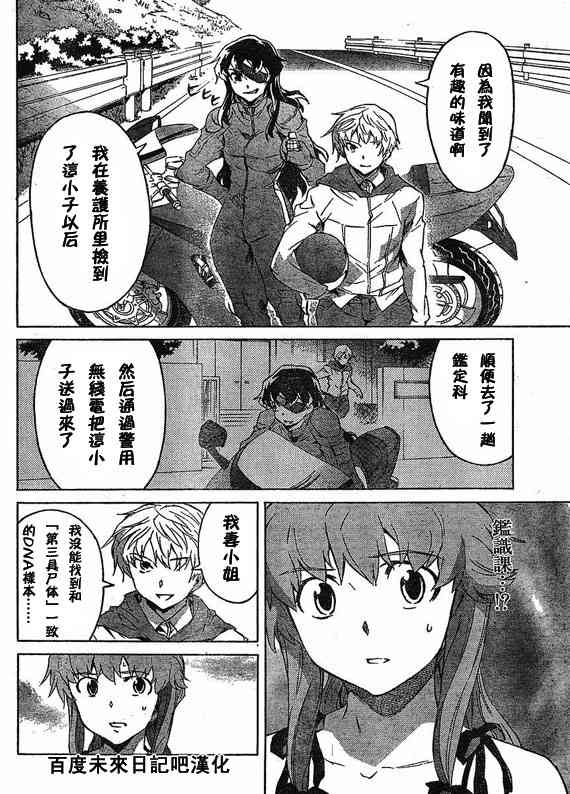 因為我聞到了
有趣的味道啊
我在養護所里撿到
了這小子以后
順便去了一趟
鑑定科
然后通過警用
無綫電把這小
子送過來了
鑑識課…!?
我妻小姐
我沒能找到和
「第三具尸体」一致
的DNA樣本……
百度未來日記吧漢化